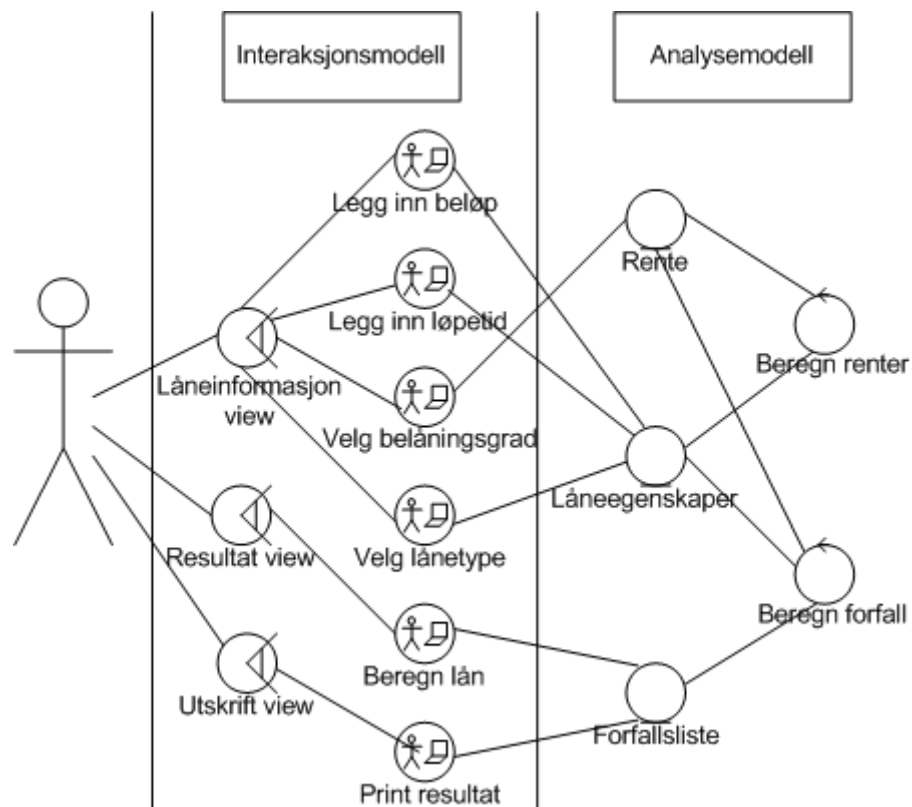 Interaksjonsmodell
Analysemodell
Legg inn beløp
Legg inn løpetid
Låneinformasjon
view
Velg belåningsgrad
Velg lånetype
Resultat view
Beregn lån
Utskrift view
Print resultat
Rente
Beregn renter
Låneegenskaper
Beregn forfall
Forfallsliste